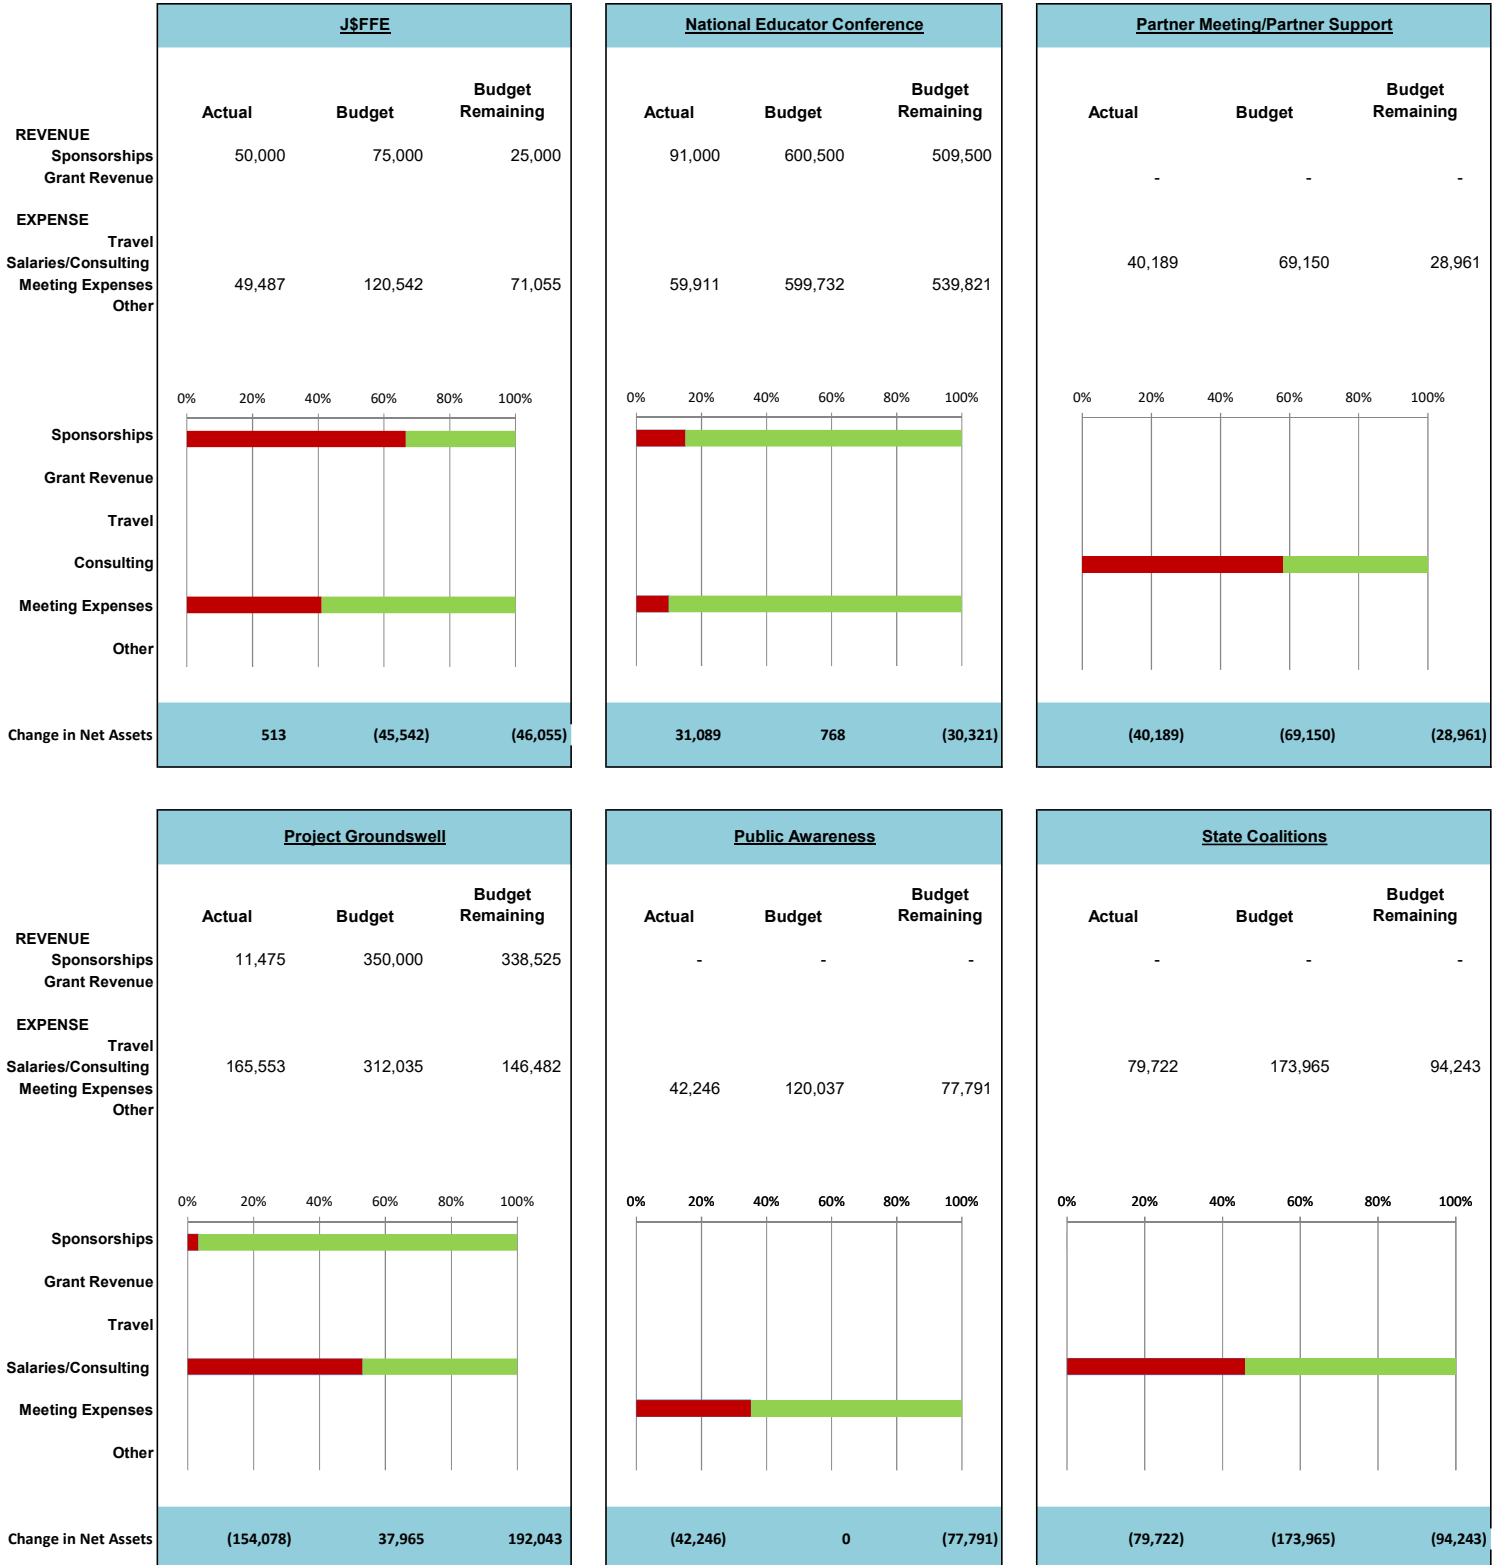 J$FFE National Educator Conference Partner Meeting/Partner Support
Budget Budget Budget
Actual Budget Remaining Actual Budget Remaining Actual Budget Remaining
REVENUE
Sponsorships 50,000 75,000 25,000 91,000 600,500 509,500
Grant Revenue - - -
EXPENSE
Travel
Salaries/Consulting 40,189 69,150 28,961
Meeting Expenses 49,487 120,542 71,055 59,911 599,732 539,821
Other
0% 20% 40% 60% 80% 100% 0% 20% 40% 60% 80% 100% 0% 20% 40% 60% 80% 100%
Sponsorships
Grant Revenue
Travel
Consulting
Meeting Expenses
Other
Change in Net Assets 513 (45,542) (46,055) 31,089 768 (30,321) (40,189) (69,150) (28,961)
Project Groundswell Public Awareness State Coalitions
Budget Budget Budget
Actual Budget Remaining Actual Budget Remaining Actual Budget Remaining
REVENUE
Sponsorships 11,475 350,000 338,525 - - - - - -
Grant Revenue
EXPENSE
Travel
Salaries/Consulting 165,553 312,035 146,482 79,722 173,965 94,243
Meeting Expenses 42,246 120,037 77,791
Other
0% 20% 40% 60% 80% 100% 0% 20% 40% 60% 80% 100% 0% 20% 40% 60% 80% 100%
Sponsorships
Grant Revenue
Travel
Salaries/Consulting
Meeting Expenses
Other
Change in Net Assets (154,078) 37,965 192,043 (42,246) 0 (77,791) (79,722) (173,965) (94,243)